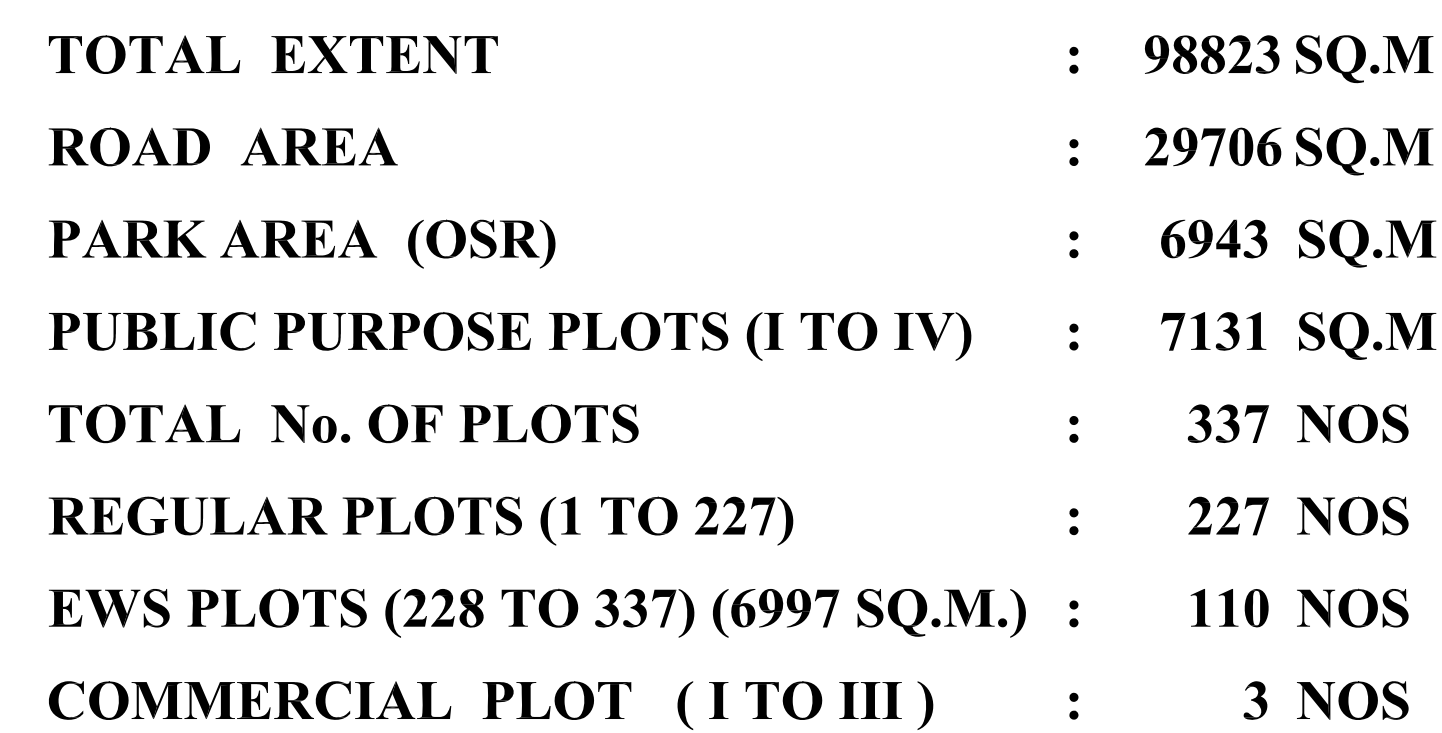 TOTAL EXTENT : 98823 SQ.M
ROAD AREA : 29706 SQ.M
PARK AREA (OSR) : 6943 SQ.M
PUBLIC PURPOSE PLOTS (I TO IV) : 7131 SQ.M
TOTAL No. OF PLOTS : 337 NOS
REGULAR PLOTS (1 TO 227) : 227 NOS
EWS PLOTS (228 TO 337) (6997 SQ.M.) : 110 NOS
COMMERCIAL PLOT ( I TO III ) : 3 NOS